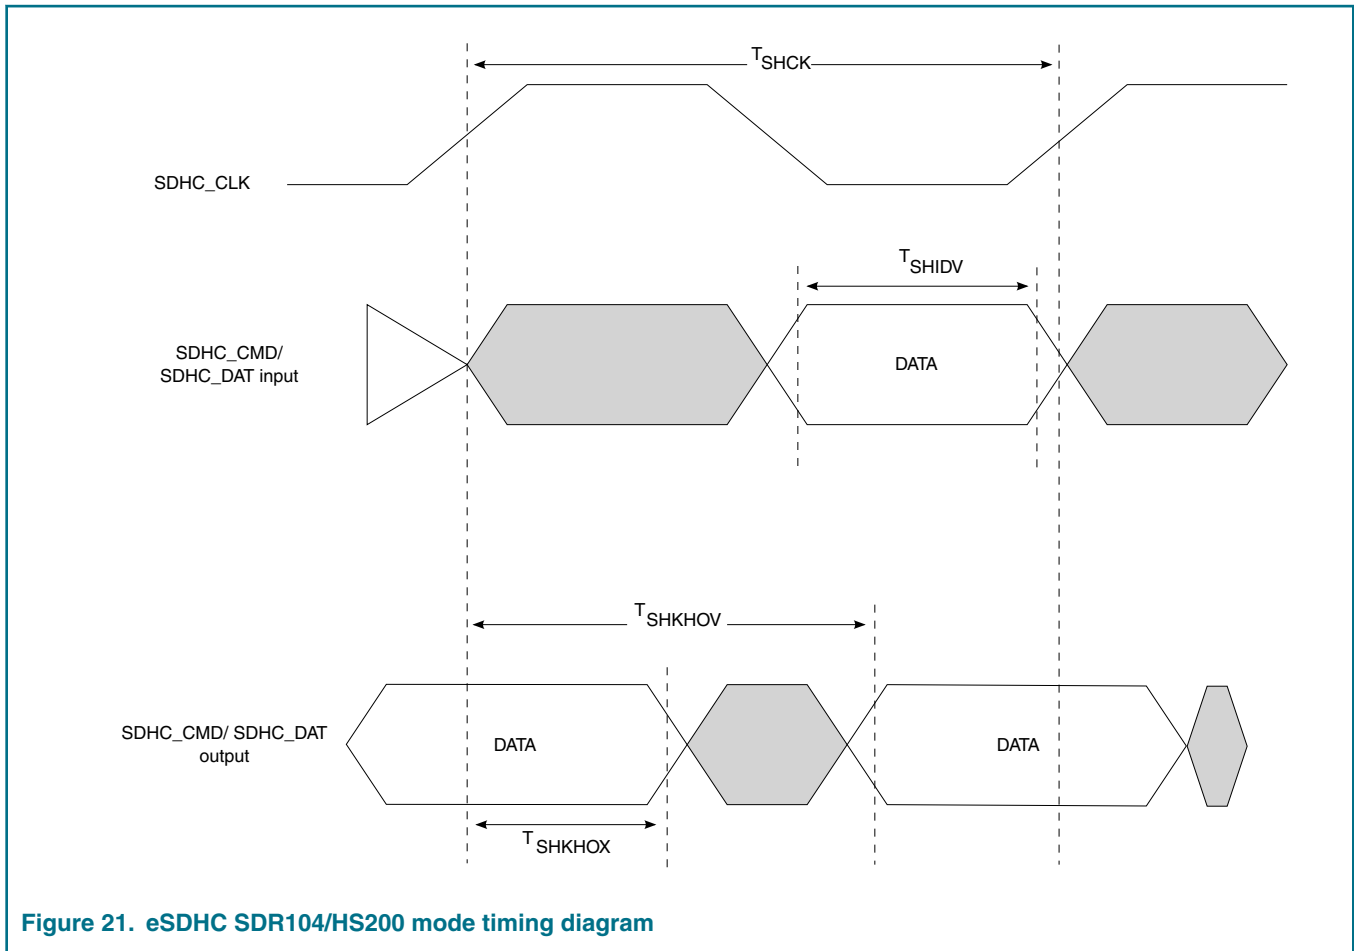 TSHCK
SDHC_CLK
TSHIDV
SDHC_CMD/
SDHC_DAT input
DATA
TSHKHOV
SDHC_CMD/ SDHC_DAT
output
DATA
DATA
TSHKHOX
Figure 21. eSDHC SDR104/HS200 mode timing diagram